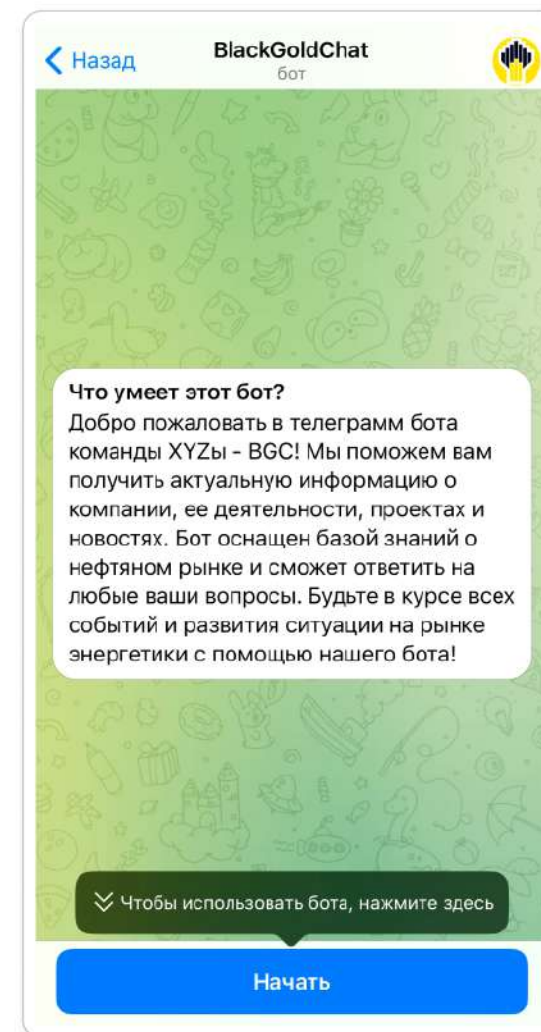 Назад
BlackGoldChat
бот
Что умеет этот бот?
Добро пожаловать в телеграмм бота
команды XYZы - BGC! Мы поможем вам
получить актуальную информацию о
компании, ее деятельности, проектах и
новостях. Бот оснащен базой знаний о
нефтяном рынке и сможет ответить на
любые ваши вопросы. Будьте в курсе всех
событий и развития ситуации на рынке
энергетики с помощью нашего бота!
Чтобы использовать бота, нажмите здесь
Начать